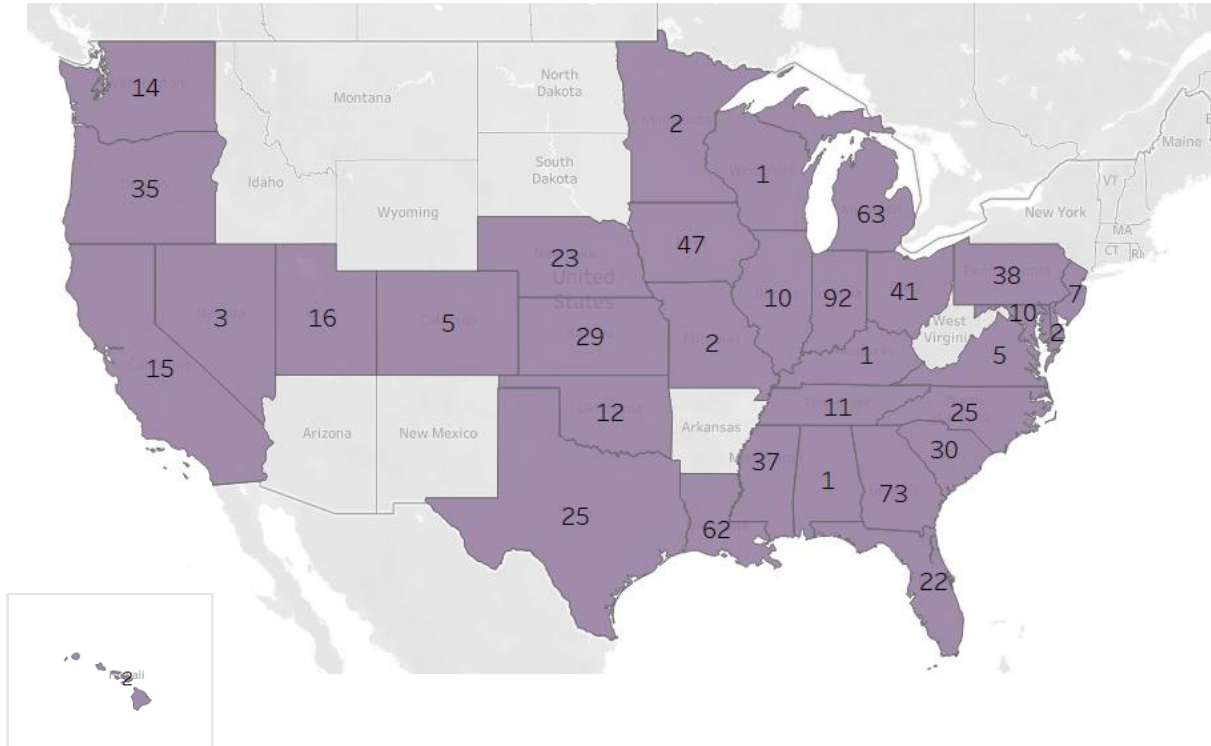 14
Montana
North
Dakota
2
Maine
35
Idaho
South
Dakota
1
63
VT
New York
MA
CT RI
Wyoming
23
47
United
States
3
16
5
29
10
92
41
38
7
10
2
West
Virgini
15
2
1
5
Arizona
New Mexico
12
Arkansas
11
25
37
1
73
30
25
62
22
2